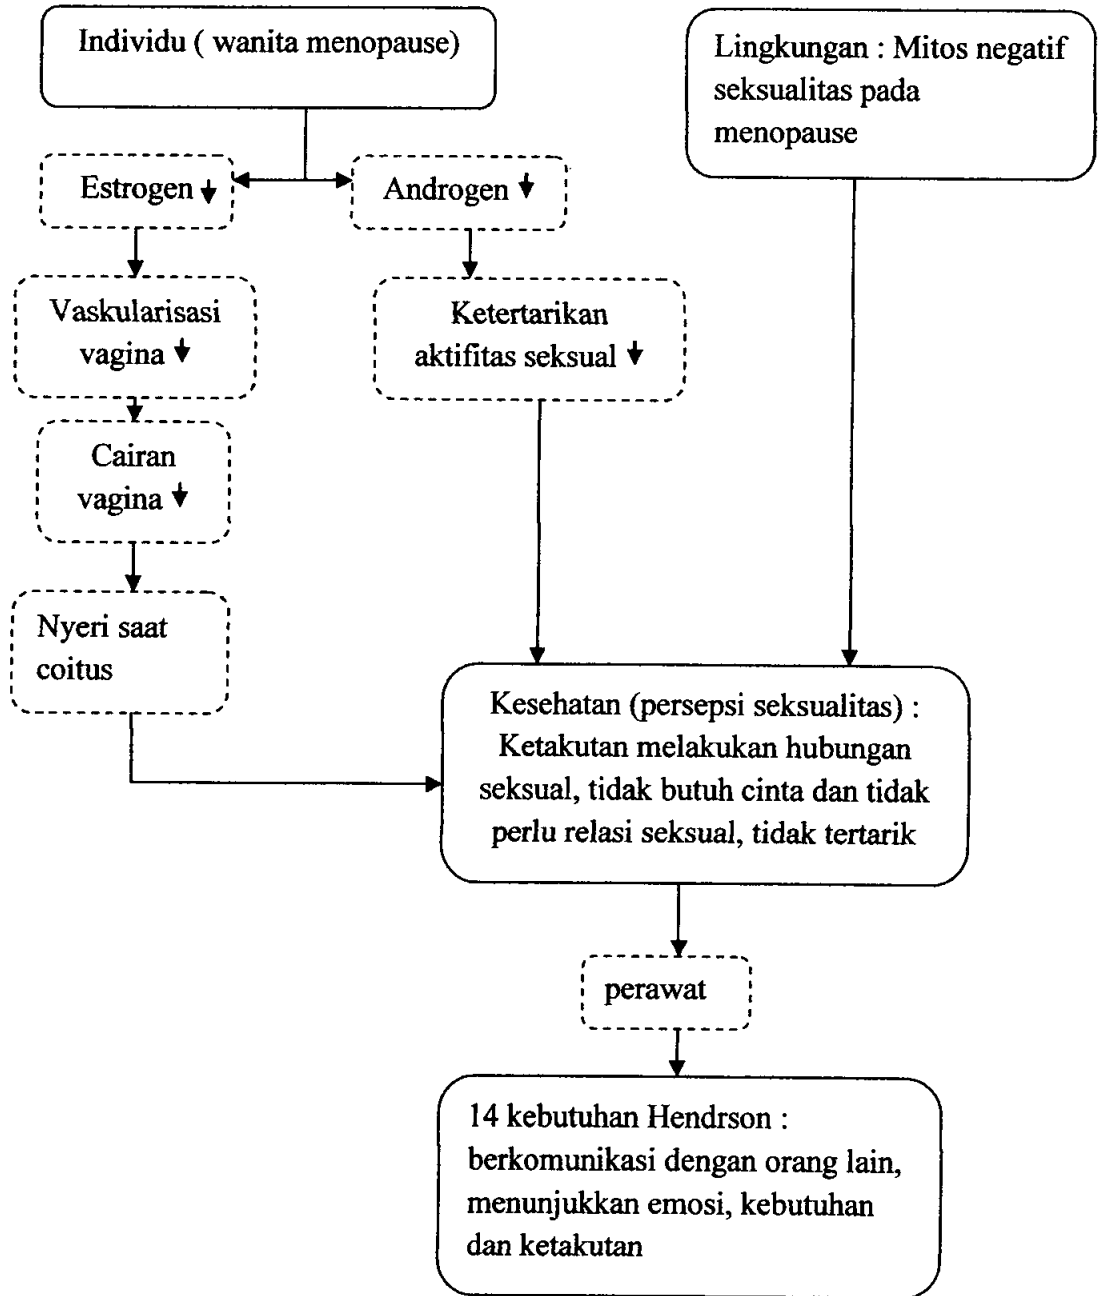 Individu ( wanita menopause)
Lingkungan : Mitos negatif
seksualitas pada
menopause
Estrogen ↓
Androgen ↓
Vaskularisasi
vagina ↓
Ketertarikan
aktifitas seksual ↓
Cairan
vagina ↓
Nyeri saat
coitus
Kesehatan (persepsi seksualitas) :
Ketakutan melakukan hubungan
seksual, tidak butuh cinta dan tidak
perlu relasi seksual, tidak tertarik
perawat
14 kebutuhan Hendrson :
berkomunikasi dengan orang lain,
menunjukkan emosi, kebutuhan
dan ketakutan